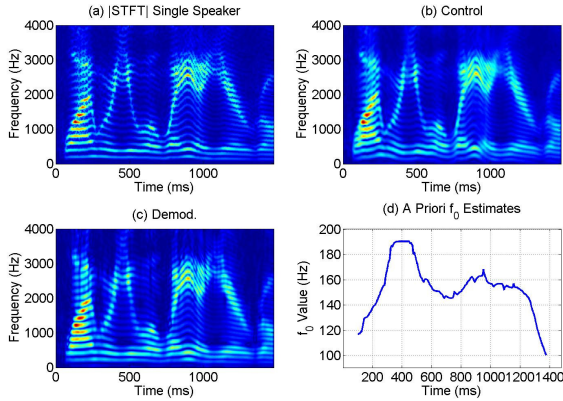 (a) |STFT| Single Speaker
Frequency (Hz)
4000
3000
2000
1000
0
0 500 1000
Time (ms)
(b) Control
Frequency (Hz)
4000
3000
2000
1000
0
0 500 1000
Time (ms)
(c) Demod.
Frequency (Hz)
4000
3000
2000
1000
0
0 500 1000
Time (ms)
(d) A Priori f0 Estimates
f0 Value (Hz)
200
180
160
140
120
100
200 400 600 800 1000 1200 1400
Time (ms)